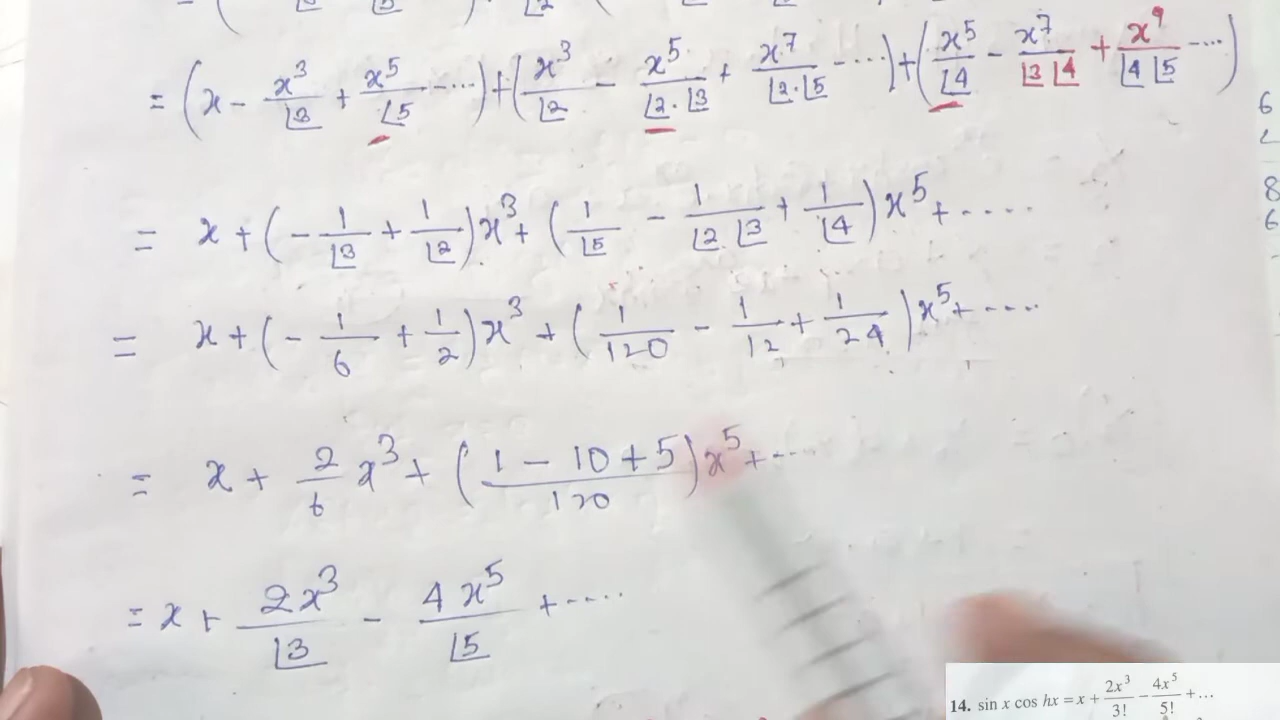 = (x - x³/⌊3 + x⁵/⌊5 - ....) + (x³/⌊2 - x⁵/⌊2.⌊3 + x⁷/⌊2.⌊5 - ....) + (x⁵/⌊4 - x⁷/⌊3 ⌊4 + x⁹/⌊4 ⌊5 ....)
= x + (- 1/⌊3 + 1/⌊2) x³ + (1/⌊5 - 1/⌊2 ⌊3 + 1/⌊4) x⁵ + .....
= x + (- 1/6 + 1/2) x³ + (1/120 - 1/12 + 1/24) x⁵ + ....
= x + 2/6 x³ + ((1 - 10 + 5)/120) x⁵ + ....
= x + 2x³/⌊3 - 4x⁵/⌊5 + .....
14. sin x cos hx = x + 2x³/3! - 4x⁵/5! + ...